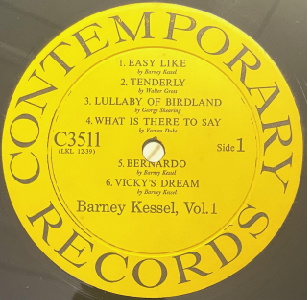 CONTEMPORARY
1. EASY LIKE
by Barney Kessel
2. TENDERLY
by Walter Gross
3. LULLABY OF BIRDLAND
by George Shearing
4. WHAT IS THERE TO SAY
by Vernon Duke
C3511
(LKL 1239)
Side 1
5. BERNARDO
by Barney Kessel
6. VICKY'S DREAM
by Barney Kessel
Barney Kessel, Vol. 1
RECORDS